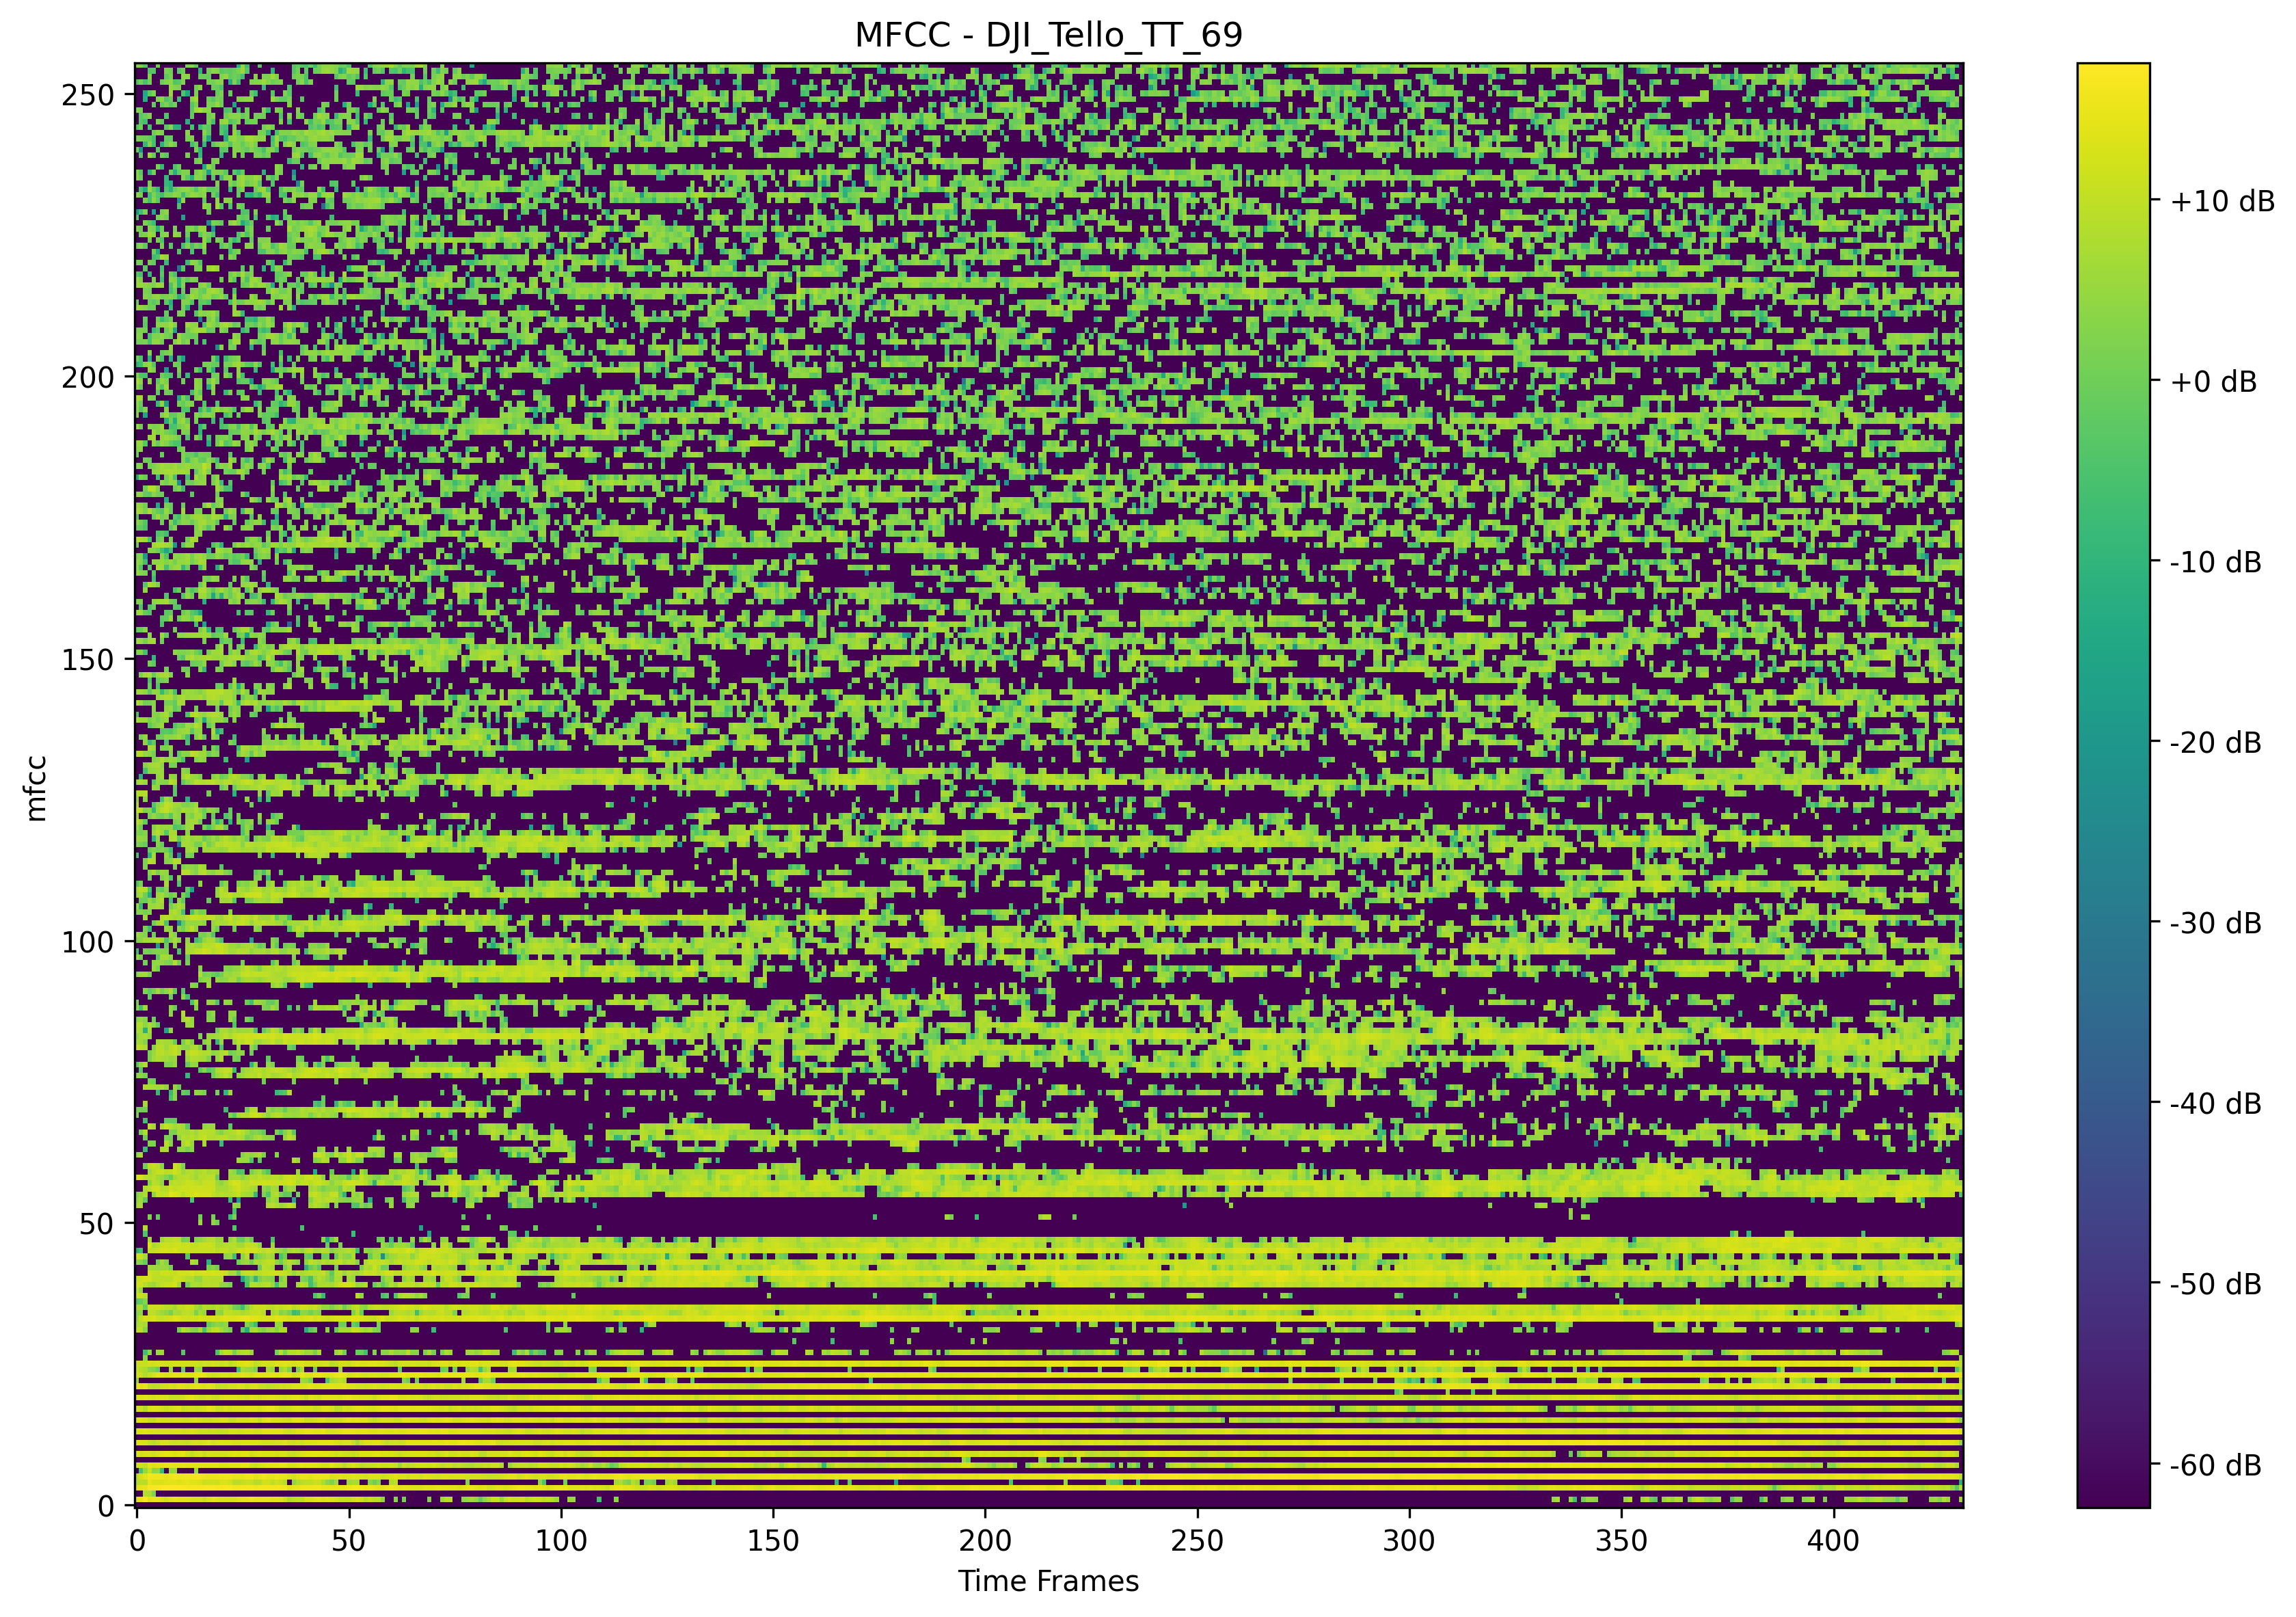 MFCC - DJI_Tello_TT_69
250
200
150
100
50
0
mfcc
0
50
100
150
200
250
300
350
400
Time Frames
+10 dB
+0 dB
-10 dB
-20 dB
-30 dB
-40 dB
-50 dB
-60 dB